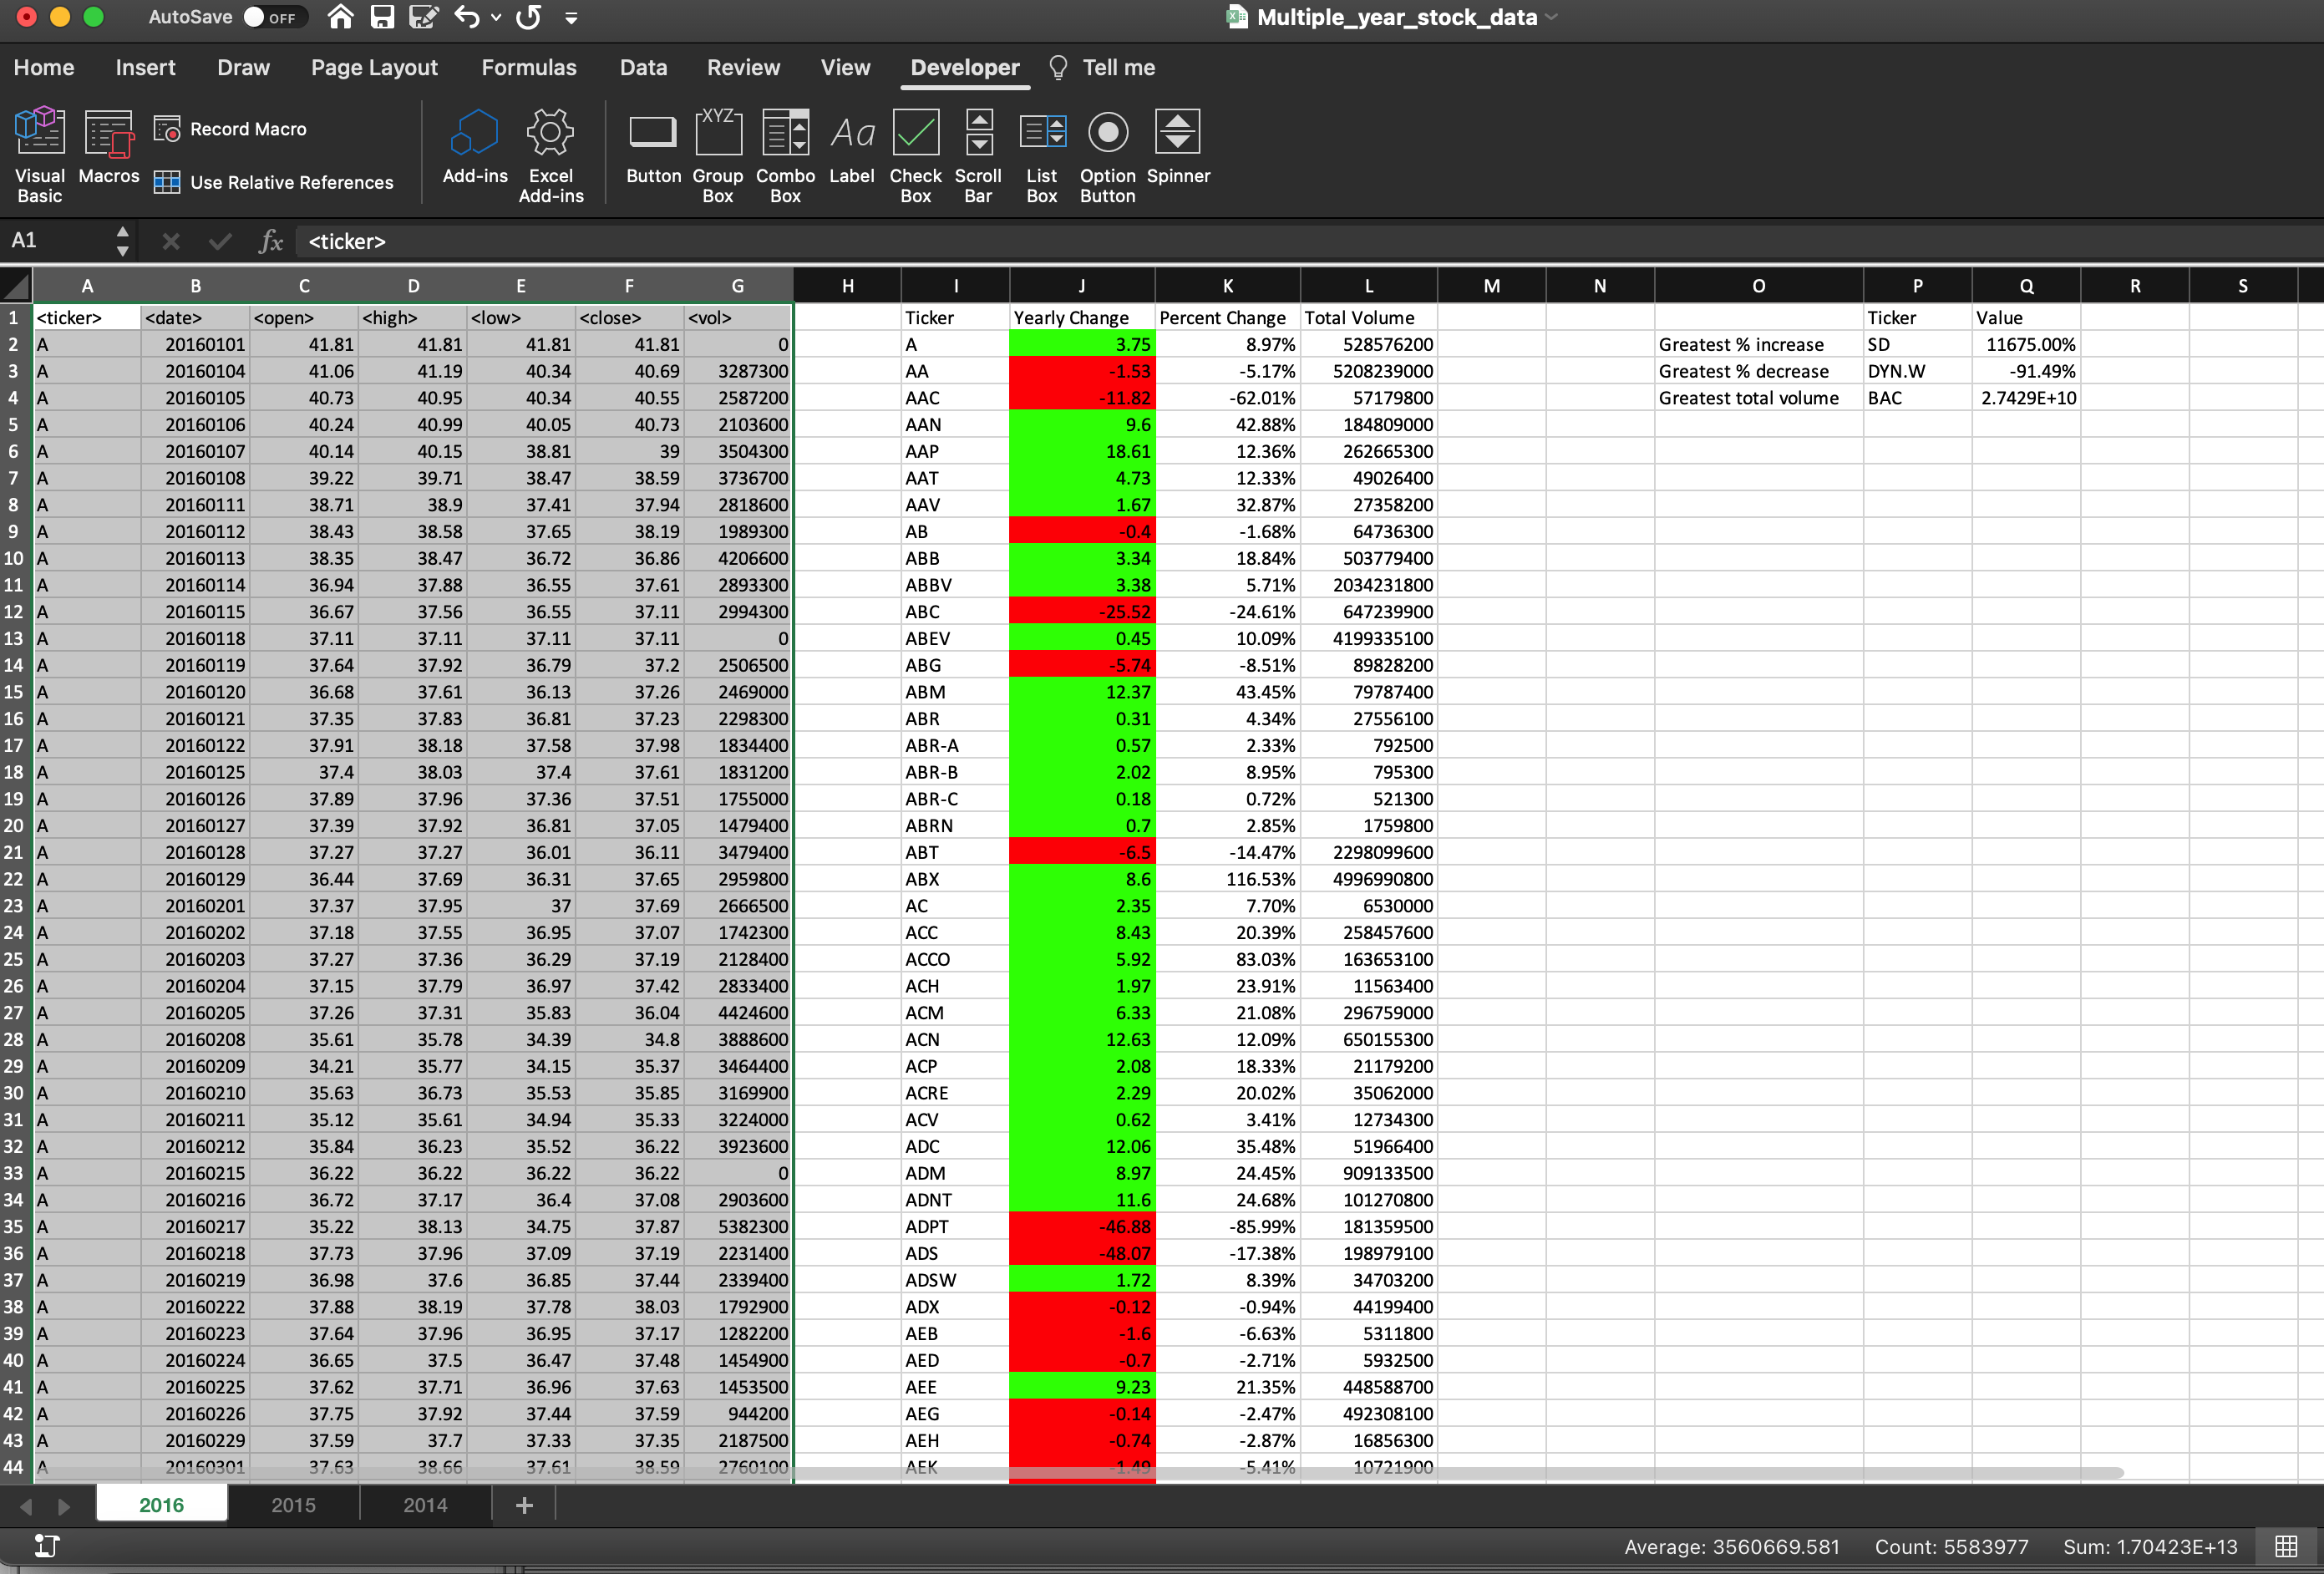 AutoSave OFF Multiple_year_stock_data
Home Insert Draw Page Layout Formulas Data Review View Developer Tell me
Visual Basic Macros Record Macro Use Relative References Add-ins Excel Add-ins Button Group Box Combo Box Label Check Box Scroll Bar List Box Option Button Spinner
XYZ Aa
A1 fx <ticker>
A B C D E F G H I J K L M N O P Q R S
1 <ticker> <date> <open> <high> <low> <close> <vol> Ticker Yearly Change Percent Change Total Volume Ticker Value
2 A 20160101 41.81 41.81 41.81 41.81 0 A 3.75 8.97% 528576200 Greatest % increase SD 11675.00%
3 A 20160104 41.06 41.19 40.34 40.69 3287300 AA -1.53 -5.17% 5208239000 Greatest % decrease DYN.W -91.49%
4 A 20160105 40.73 40.95 40.34 40.55 2587200 AAC -11.82 -62.01% 57179800 Greatest total volume BAC 2.7429E+10
5 A 20160106 40.24 40.99 40.05 40.73 2103600 AAN 9.6 42.88% 184809000
6 A 20160107 40.14 40.15 38.81 39 3504300 AAP 18.61 12.36% 262665300
7 A 20160108 39.22 39.71 38.47 38.59 3736700 AAT 4.73 12.33% 49026400
8 A 20160111 38.71 38.9 37.41 37.94 2818600 AAV 1.67 32.87% 27358200
9 A 20160112 38.43 38.58 37.65 38.19 1989300 AB -0.4 -1.68% 64736300
10 A 20160113 38.35 38.47 36.72 36.86 4206600 ABB 3.34 18.84% 503779400
11 A 20160114 36.94 37.88 36.55 37.61 2893300 ABBV 3.38 5.71% 2034231800
12 A 20160115 36.67 37.56 36.55 37.11 2994300 ABC -25.52 -24.61% 647239900
13 A 20160118 37.11 37.11 37.11 37.11 0 ABEV 0.45 10.09% 4199335100
14 A 20160119 37.64 37.92 36.79 37.2 2506500 ABG -5.74 -8.51% 89828200
15 A 20160120 36.68 37.61 36.13 37.26 2469000 ABM 12.37 43.45% 79787400
16 A 20160121 37.35 37.83 36.81 37.23 2298300 ABR 0.31 4.34% 27556100
17 A 20160122 37.91 38.18 37.58 37.98 1834400 ABR-A 0.57 2.33% 792500
18 A 20160125 37.4 38.03 37.4 37.61 1831200 ABR-B 2.02 8.95% 795300
19 A 20160126 37.89 37.96 37.36 37.51 1755000 ABR-C 0.18 0.72% 521300
20 A 20160127 37.39 37.92 36.81 37.05 1479400 ABRN 0.7 2.85% 1759800
21 A 20160128 37.27 37.27 36.01 36.11 3479400 ABT -6.5 -14.47% 2298099600
22 A 20160129 36.44 37.69 36.31 37.65 2959800 ABX 8.6 116.53% 4996990800
23 A 20160201 37.37 37.95 37 37.69 2666500 AC 2.35 7.70% 6530000
24 A 20160202 37.18 37.55 36.95 37.07 1742300 ACC 8.43 20.39% 258457600
25 A 20160203 37.27 37.36 36.29 37.19 2128400 ACCO 5.92 83.03% 163653100
26 A 20160204 37.15 37.79 36.97 37.42 2833400 ACH 1.97 23.91% 11563400
27 A 20160205 37.26 37.31 35.83 36.04 4424600 ACM 6.33 21.08% 296759000
28 A 20160208 35.61 35.78 34.39 34.8 3888600 ACN 12.63 12.09% 650155300
29 A 20160209 34.21 35.77 34.15 35.37 3464400 ACP 2.08 18.33% 21179200
30 A 20160210 35.63 36.73 35.53 35.85 3169900 ACRE 2.29 20.02% 35062000
31 A 20160211 35.12 35.61 34.94 35.33 3224000 ACV 0.62 3.41% 12734300
32 A 20160212 35.84 36.23 35.52 36.22 3923600 ADC 12.06 35.48% 51966400
33 A 20160215 36.22 36.22 36.22 36.22 0 ADM 8.97 24.45% 909133500
34 A 20160216 36.72 37.17 36.4 37.08 2903600 ADNT 11.6 24.68% 101270800
35 A 20160217 35.22 38.13 34.75 37.87 5382300 ADPT -46.88 -85.99% 181359500
36 A 20160218 37.73 37.96 37.09 37.19 2231400 ADS -48.07 -17.38% 198979100
37 A 20160219 36.98 37.6 36.85 37.44 2339400 ADSW 1.72 8.39% 34703200
38 A 20160222 37.88 38.19 37.78 38.03 1792900 ADX -0.12 -0.94% 44199400
39 A 20160223 37.64 37.96 36.95 37.17 1282200 AEB -1.6 -6.63% 5311800
40 A 20160224 36.65 37.5 36.47 37.48 1454900 AED -0.7 -2.71% 5932500
41 A 20160225 37.62 37.71 36.96 37.63 1453500 AEE 9.23 21.35% 448588700
42 A 20160226 37.75 37.92 37.44 37.59 944200 AEG -0.14 -2.47% 492308100
43 A 20160229 37.59 37.7 37.33 37.35 2187500 AEH -0.74 -2.87% 16856300
44 A 20160301 37.63 38.66 37.61 38.59 2760100 AEK -1.49 -5.41% 10721900
2016 2015 2014 +
Average: 3560669.581 Count: 5583977 Sum: 1.70423E+13